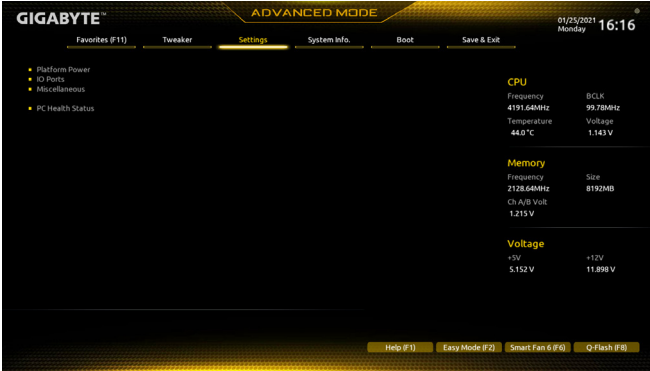 GIGABYTE™
ADVANCED MODE
01/25/2021 16:16
Monday
Favorites (F11) Tweaker Settings System Info. Boot Save & Exit
Platform Power
IO Ports
Miscellaneous
PC Health Status
CPU
Frequency BCLK
4191.64MHz 99.78MHz
Temperature Voltage
44.0 °C 1.143 V
Memory
Frequency Size
2128.64MHz 8192MB
Ch A/B Volt
1.215 V
Voltage
+5V +12V
5.152 V 11.898 V
Help (F1) Easy Mode (F2) Smart Fan 6 (F6) Q-Flash (F8)